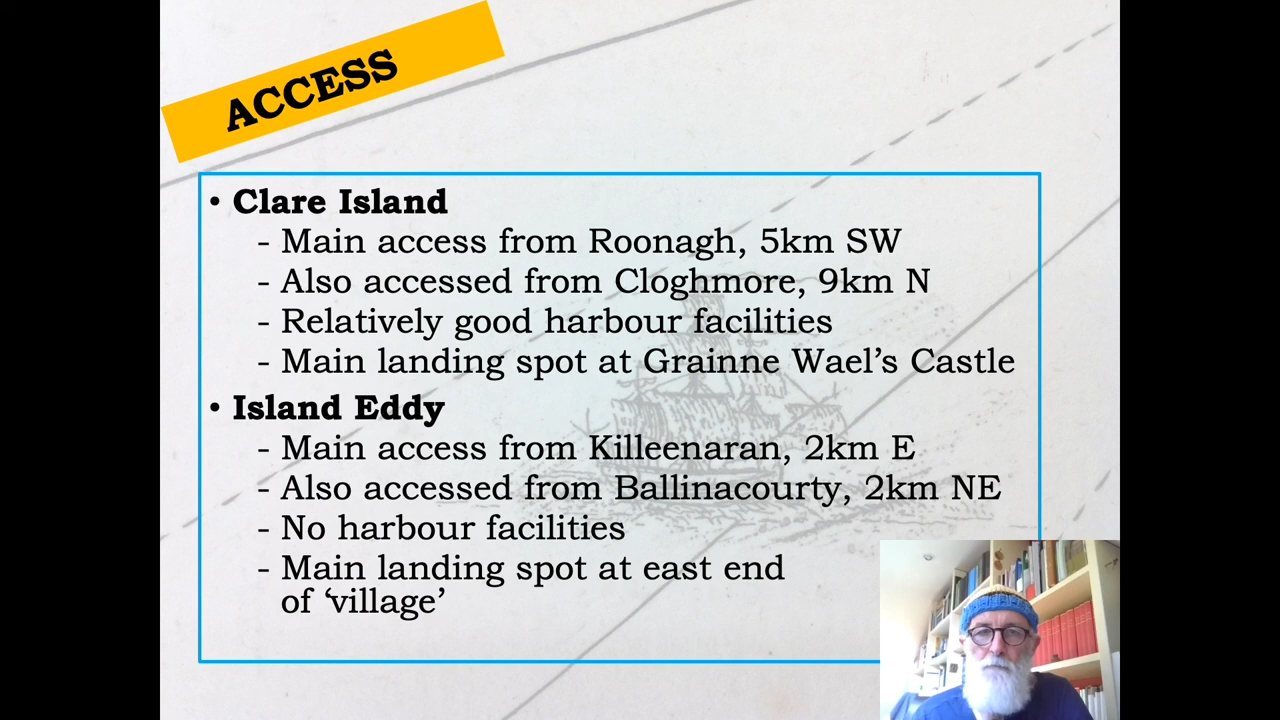 ACCESS
• Clare Island
- Main access from Roonagh, 5km SW
- Also accessed from Cloghmore, 9km N
- Relatively good harbour facilities
- Main landing spot at Grainne Wael’s Castle
• Island Eddy
- Main access from Killeenaran, 2km E
- Also accessed from Ballinacourty, 2km NE
- No harbour facilities
- Main landing spot at east end
of ‘village’